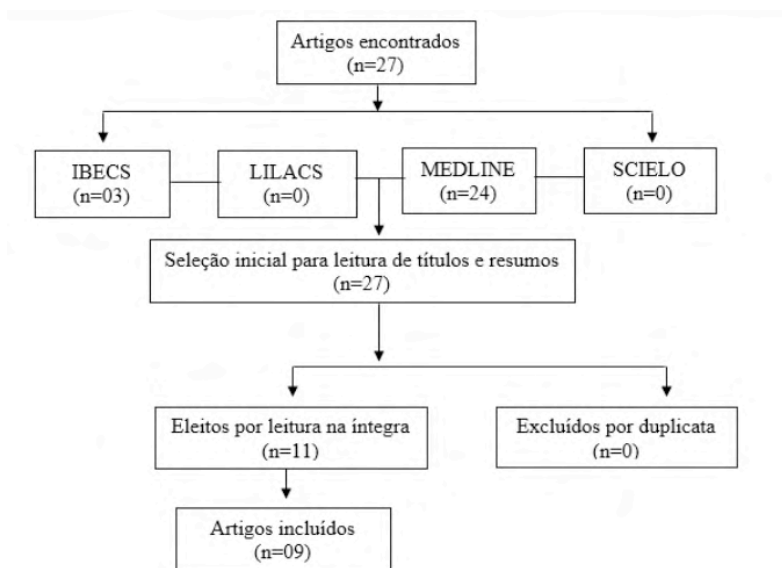 Artigos encontrados
(n=27)
IBECS
(n=03)
LILACS
(n=0)
MEDLINE
(n=24)
SCIELO
(n=0)
Seleção inicial para leitura de títulos e resumos
(n=27)
Eleitos por leitura na íntegra
(n=11)
Excluídos por duplicata
(n=0)
Artigos incluídos
(n=09)